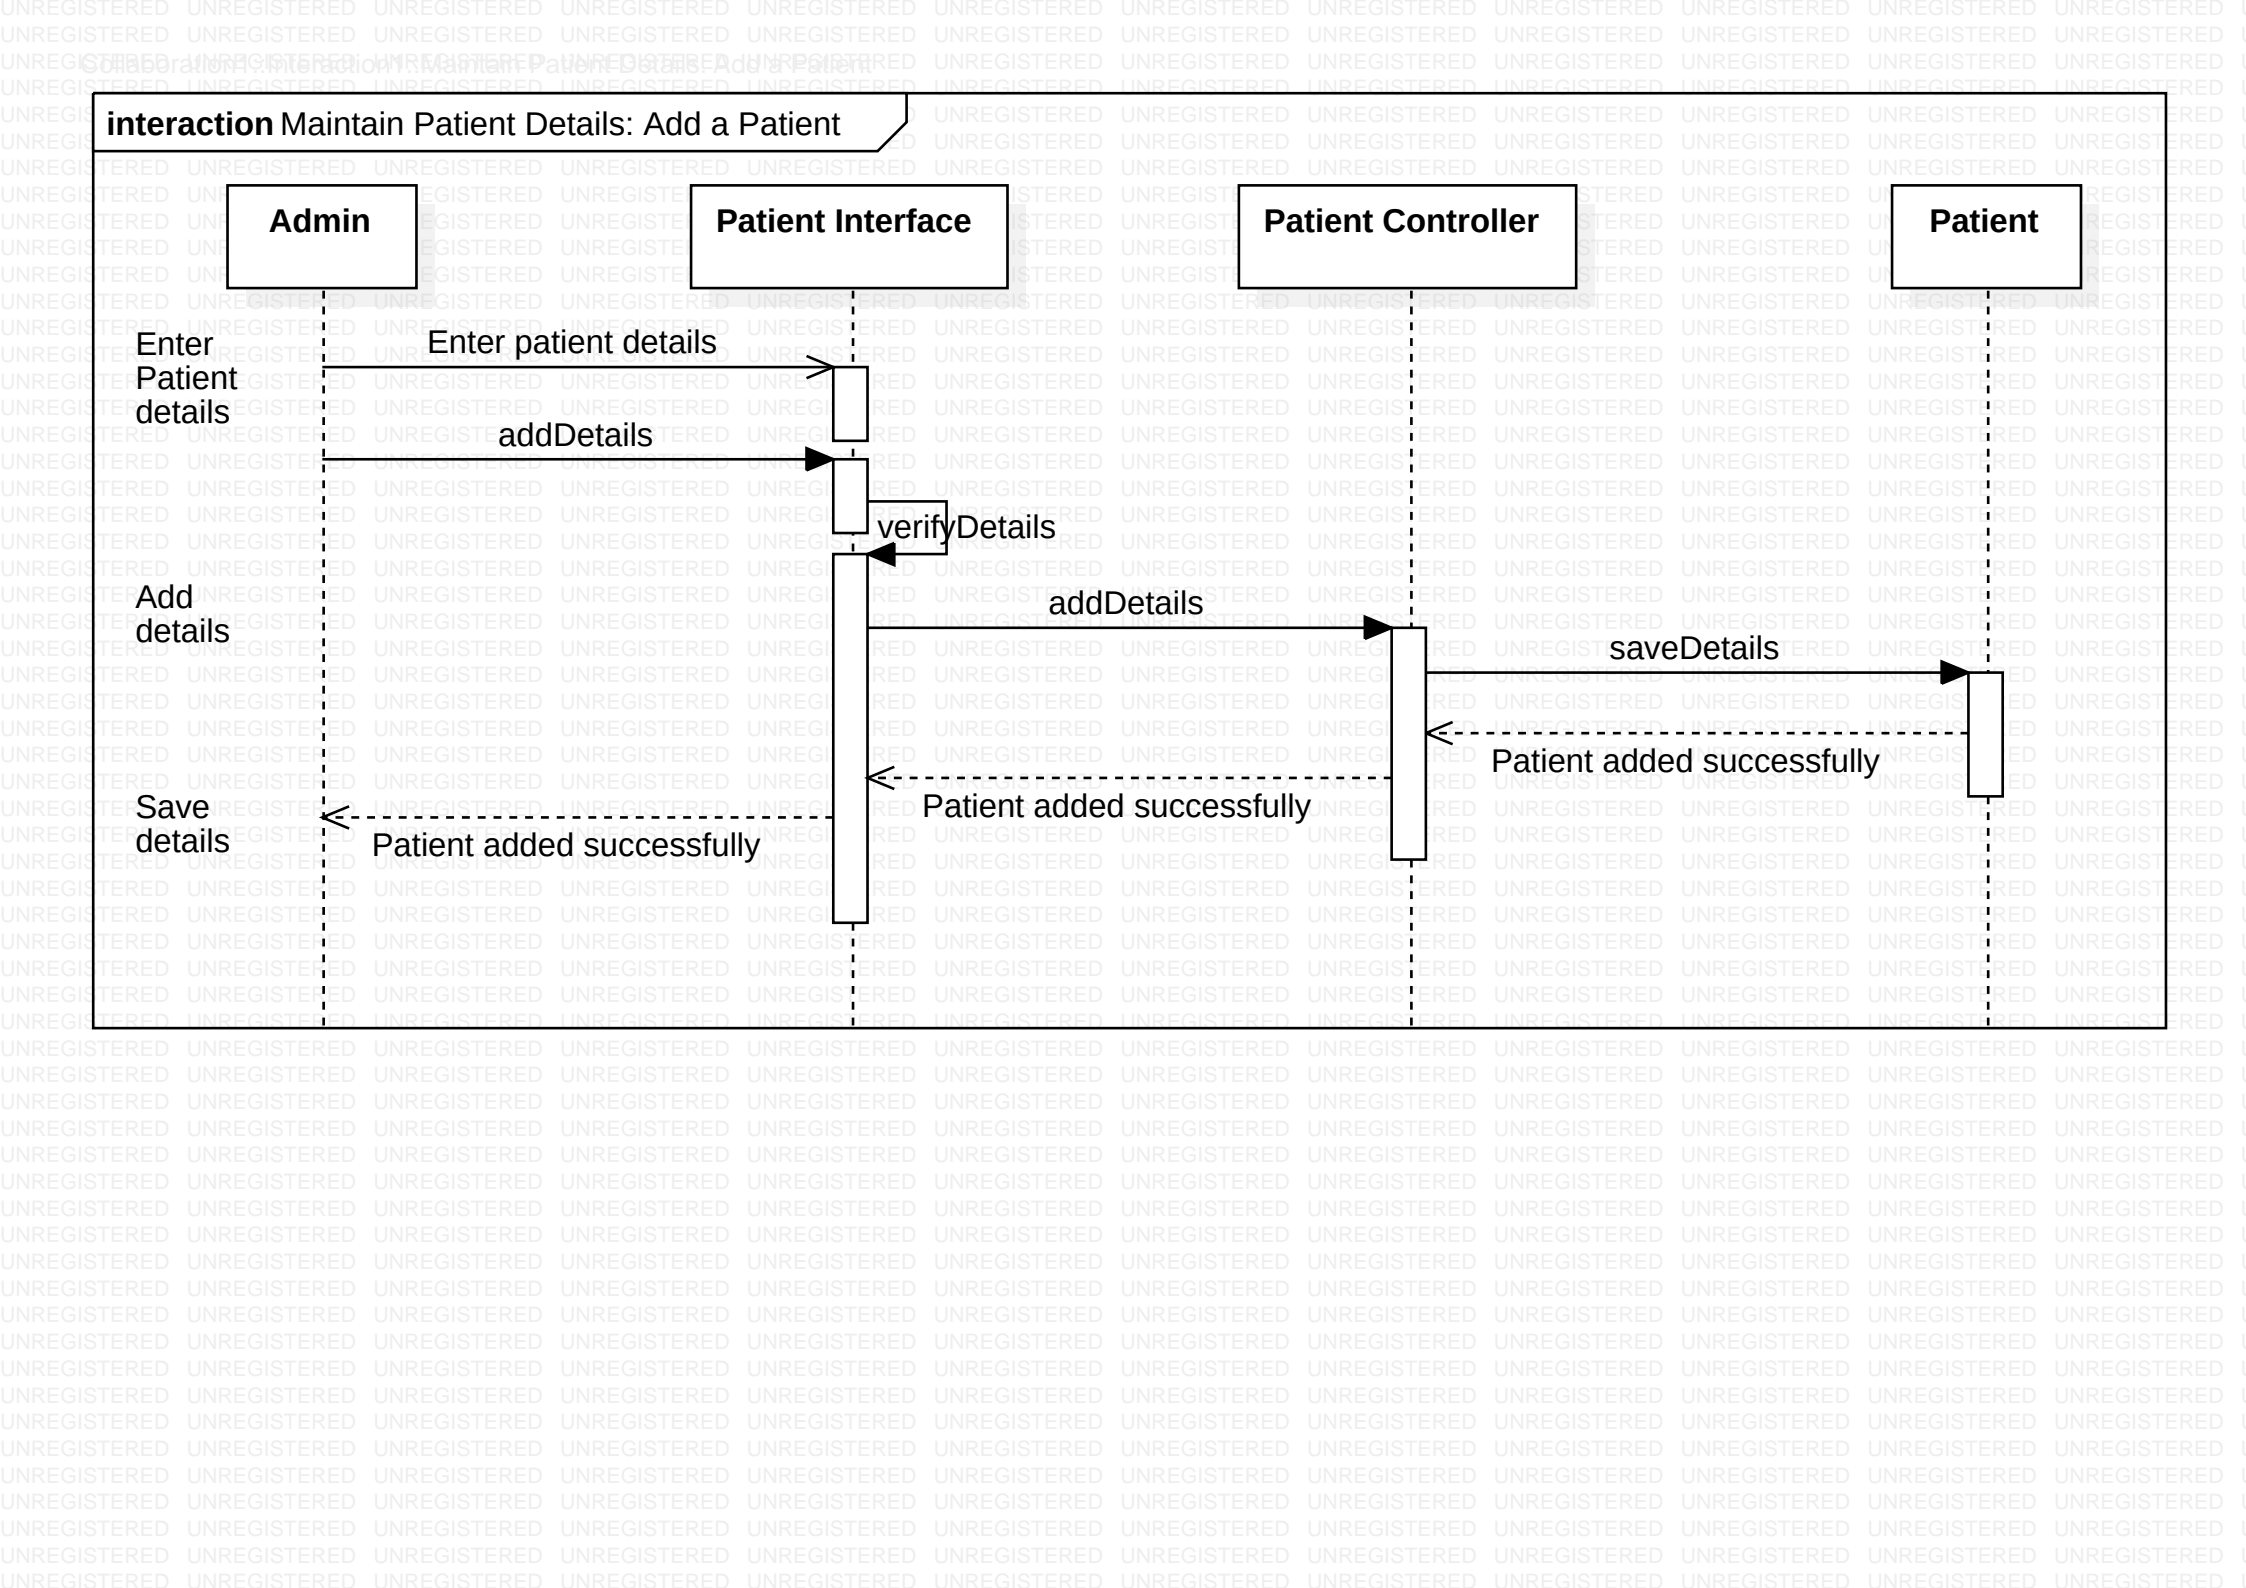 Collaboration1::Interaction1::Maintain Patient Details: Add a Patient
interaction Maintain Patient Details: Add a Patient
Admin
Patient Interface
Patient Controller
Patient
Enter
Patient
details
Enter patient details
addDetails
verifyDetails
Add
details
addDetails
saveDetails
Patient added successfully
Patient added successfully
Save
details
Patient added successfully
UNREGISTERED